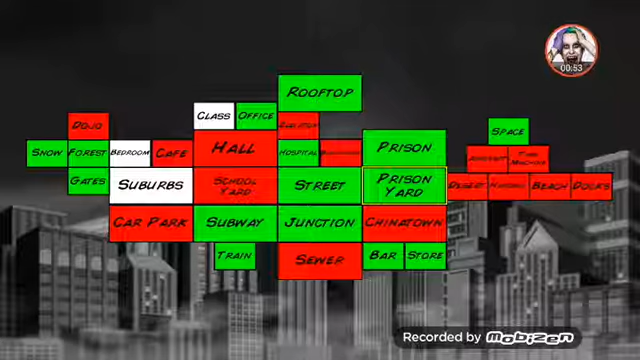 00:53
ROOFTOP
CLASS
OFFICE
DOJO
SPACE
SNOW
FOREST
BEDROOM
CAFE
HALL
HOSPITAL
PRISON
TIME
MACHINE
GATES
SUBURBS
SCHOOL
YARD
STREET
PRISON
YARD
DESERT
BEACH
DOCKS
CAR PARK
SUBWAY
JUNCTION
CHINATOWN
TRAIN
SEWER
BAR
STORE
Recorded by MOBIZEN